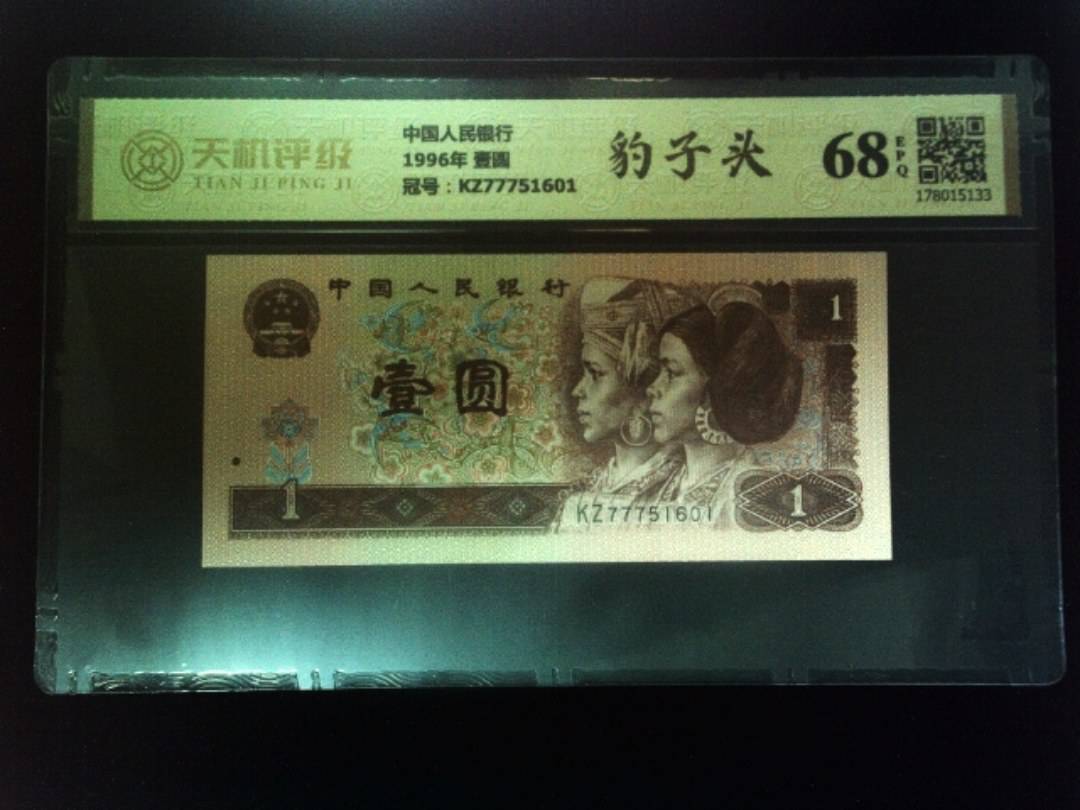 天机评级
TIAN JI PING JI
中国人民银行
1996年 壹圆
冠号：KZ77751601
豹子头
68
EPQ
178015133
中国人民银行
1
壹圆
1
KZ77751601
1